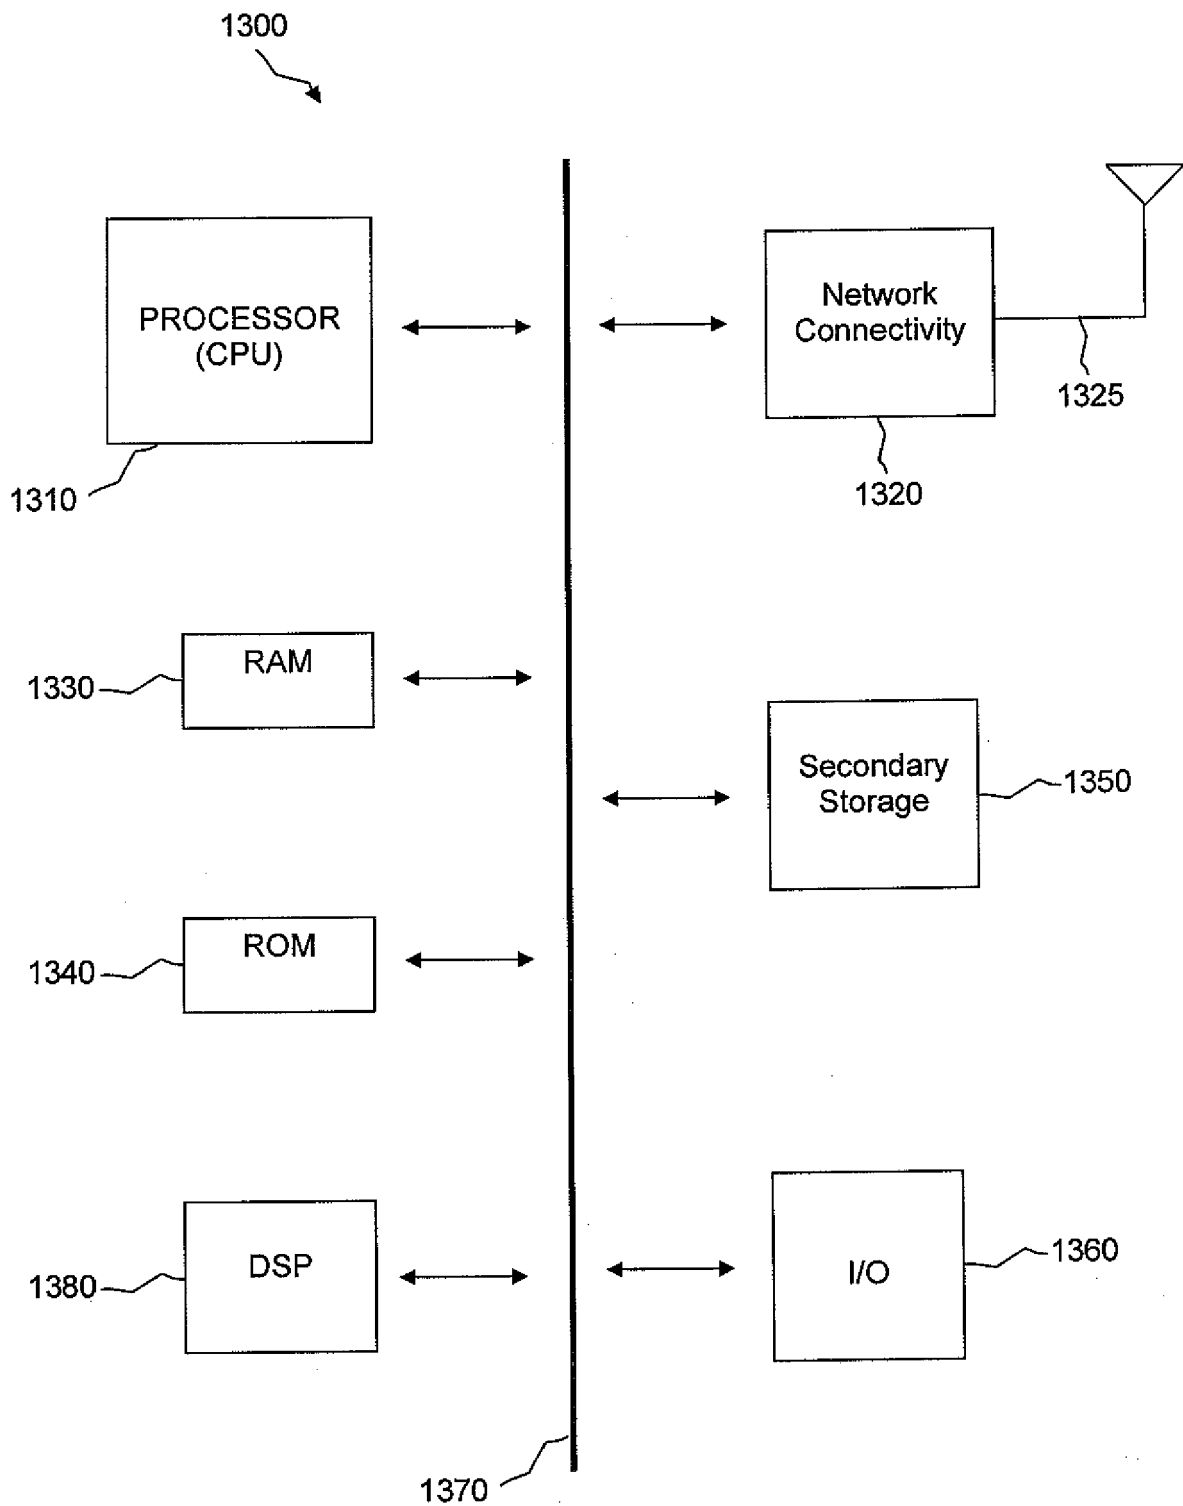 1300
PROCESSOR
(CPU)
1310
Network
Connectivity
1325
1320
RAM
1330
Secondary
Storage
1350
ROM
1340
DSP
1380
I/O
1360
1370